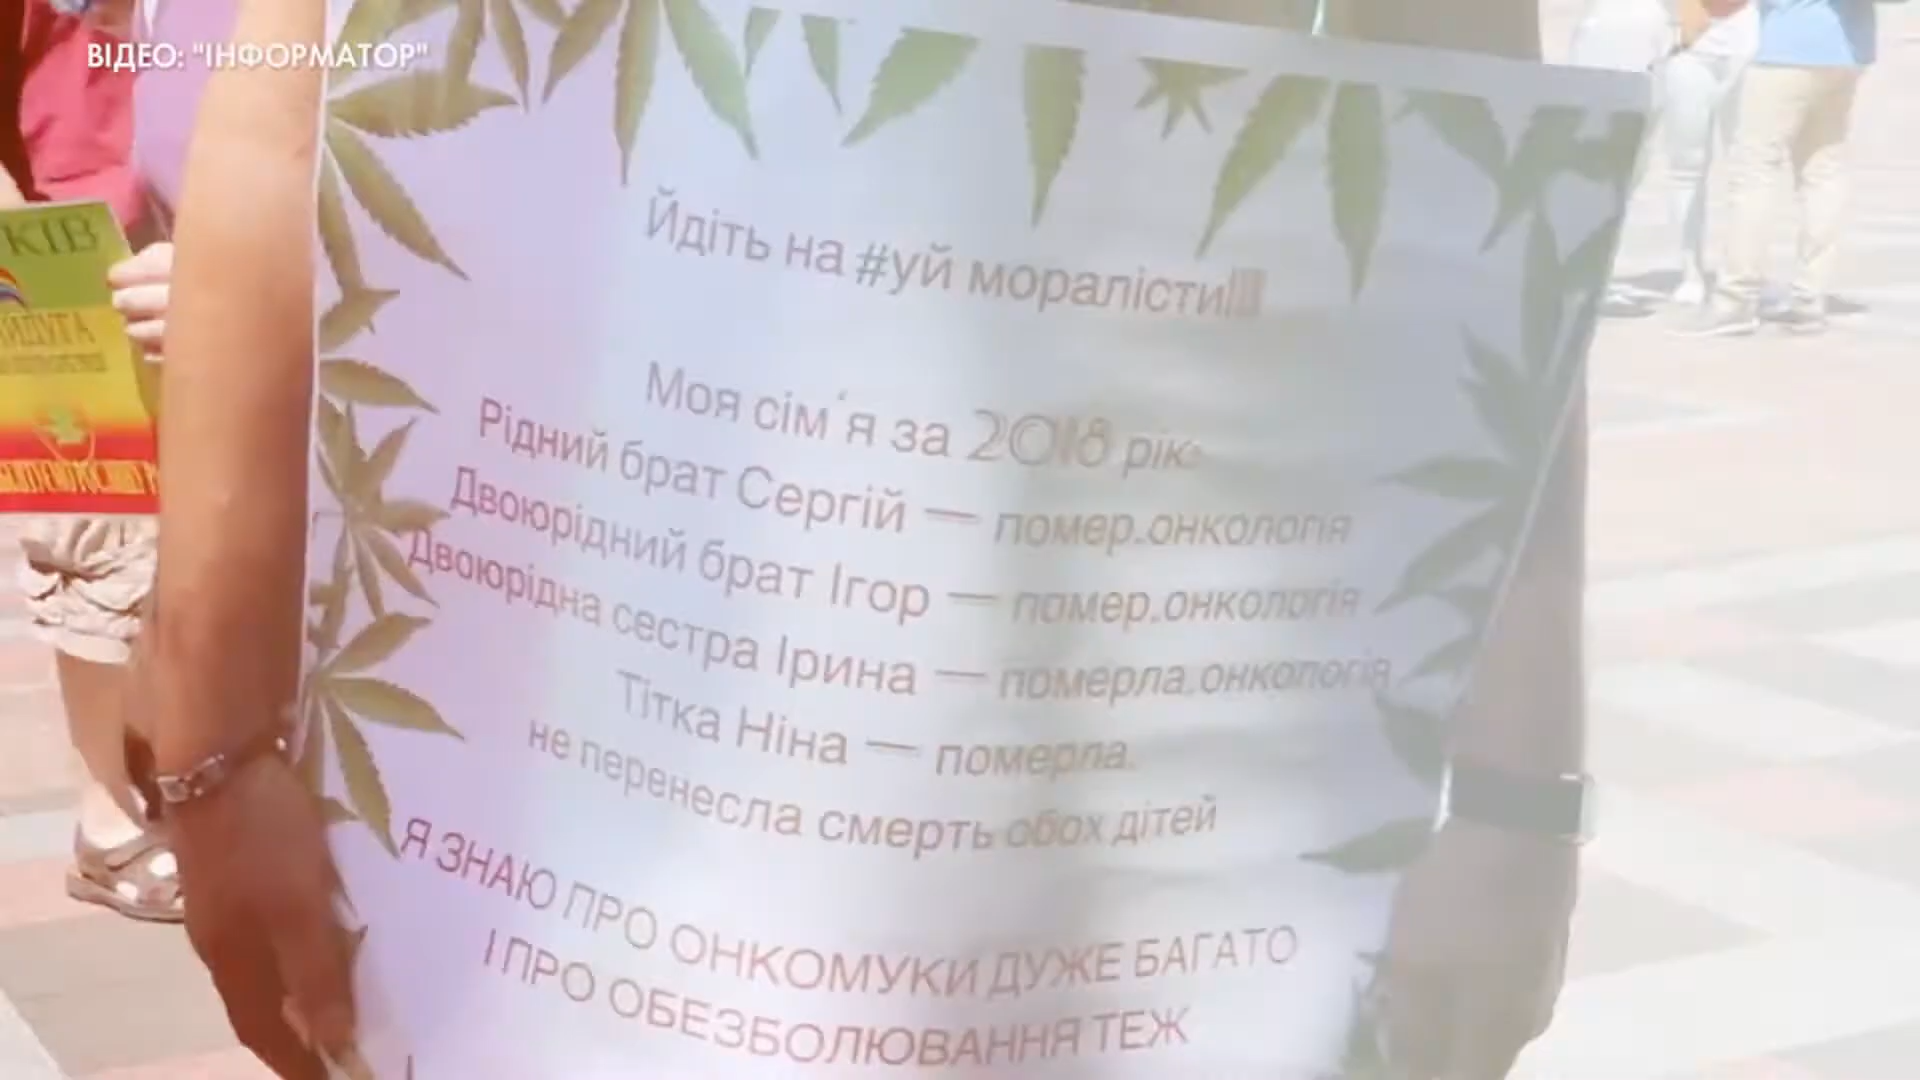 ВІДЕО: "ІНФОРМАТОР"
Йдіть на #уй моралісти!!!
Моя сім´я за 2018 рік:
Рідний брат Сергій — помер.онкологія
Двоюрідний брат Ігор — помер.онкологія
Двоюрідна сестра Ірина — померла.онкологія
Тітка Ніна — померла.
не перенесла смерть обох дітей
Я ЗНАЮ ПРО ОНКОМУКИ ДУЖЕ БАГАТО
І ПРО ОБЕЗБОЛЮВАННЯ ТЕЖ
КІВ